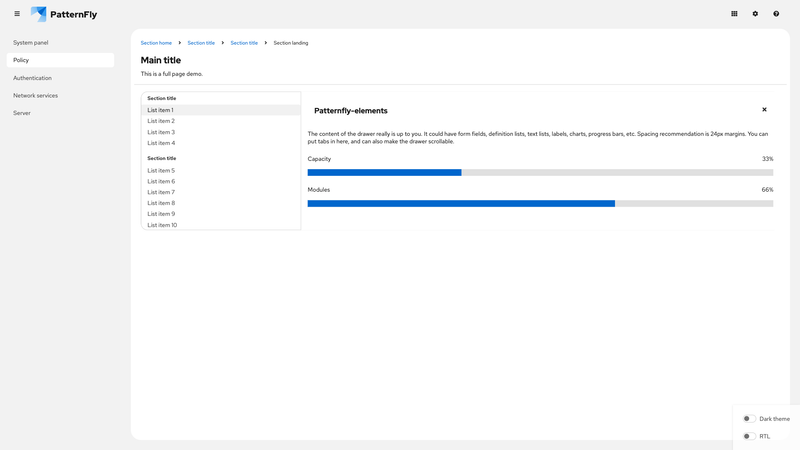 PatternFly
System panel
Policy
Authentication
Network services
Server
Section home > Section title > Section title > Section landing
Main title
This is a full page demo.
Section title
List item 1
List item 2
List item 3
List item 4
Section title
List item 5
List item 6
List item 7
List item 8
List item 9
List item 10
Patternfly-elements
The content of the drawer really is up to you. It could have form fields, definition lists, text lists, labels, charts, progress bars, etc. Spacing recommendation is 24px margins. You can
put tabs in here, and can also make the drawer scrollable.
Capacity 33%
Modules 66%
Dark theme
RTL